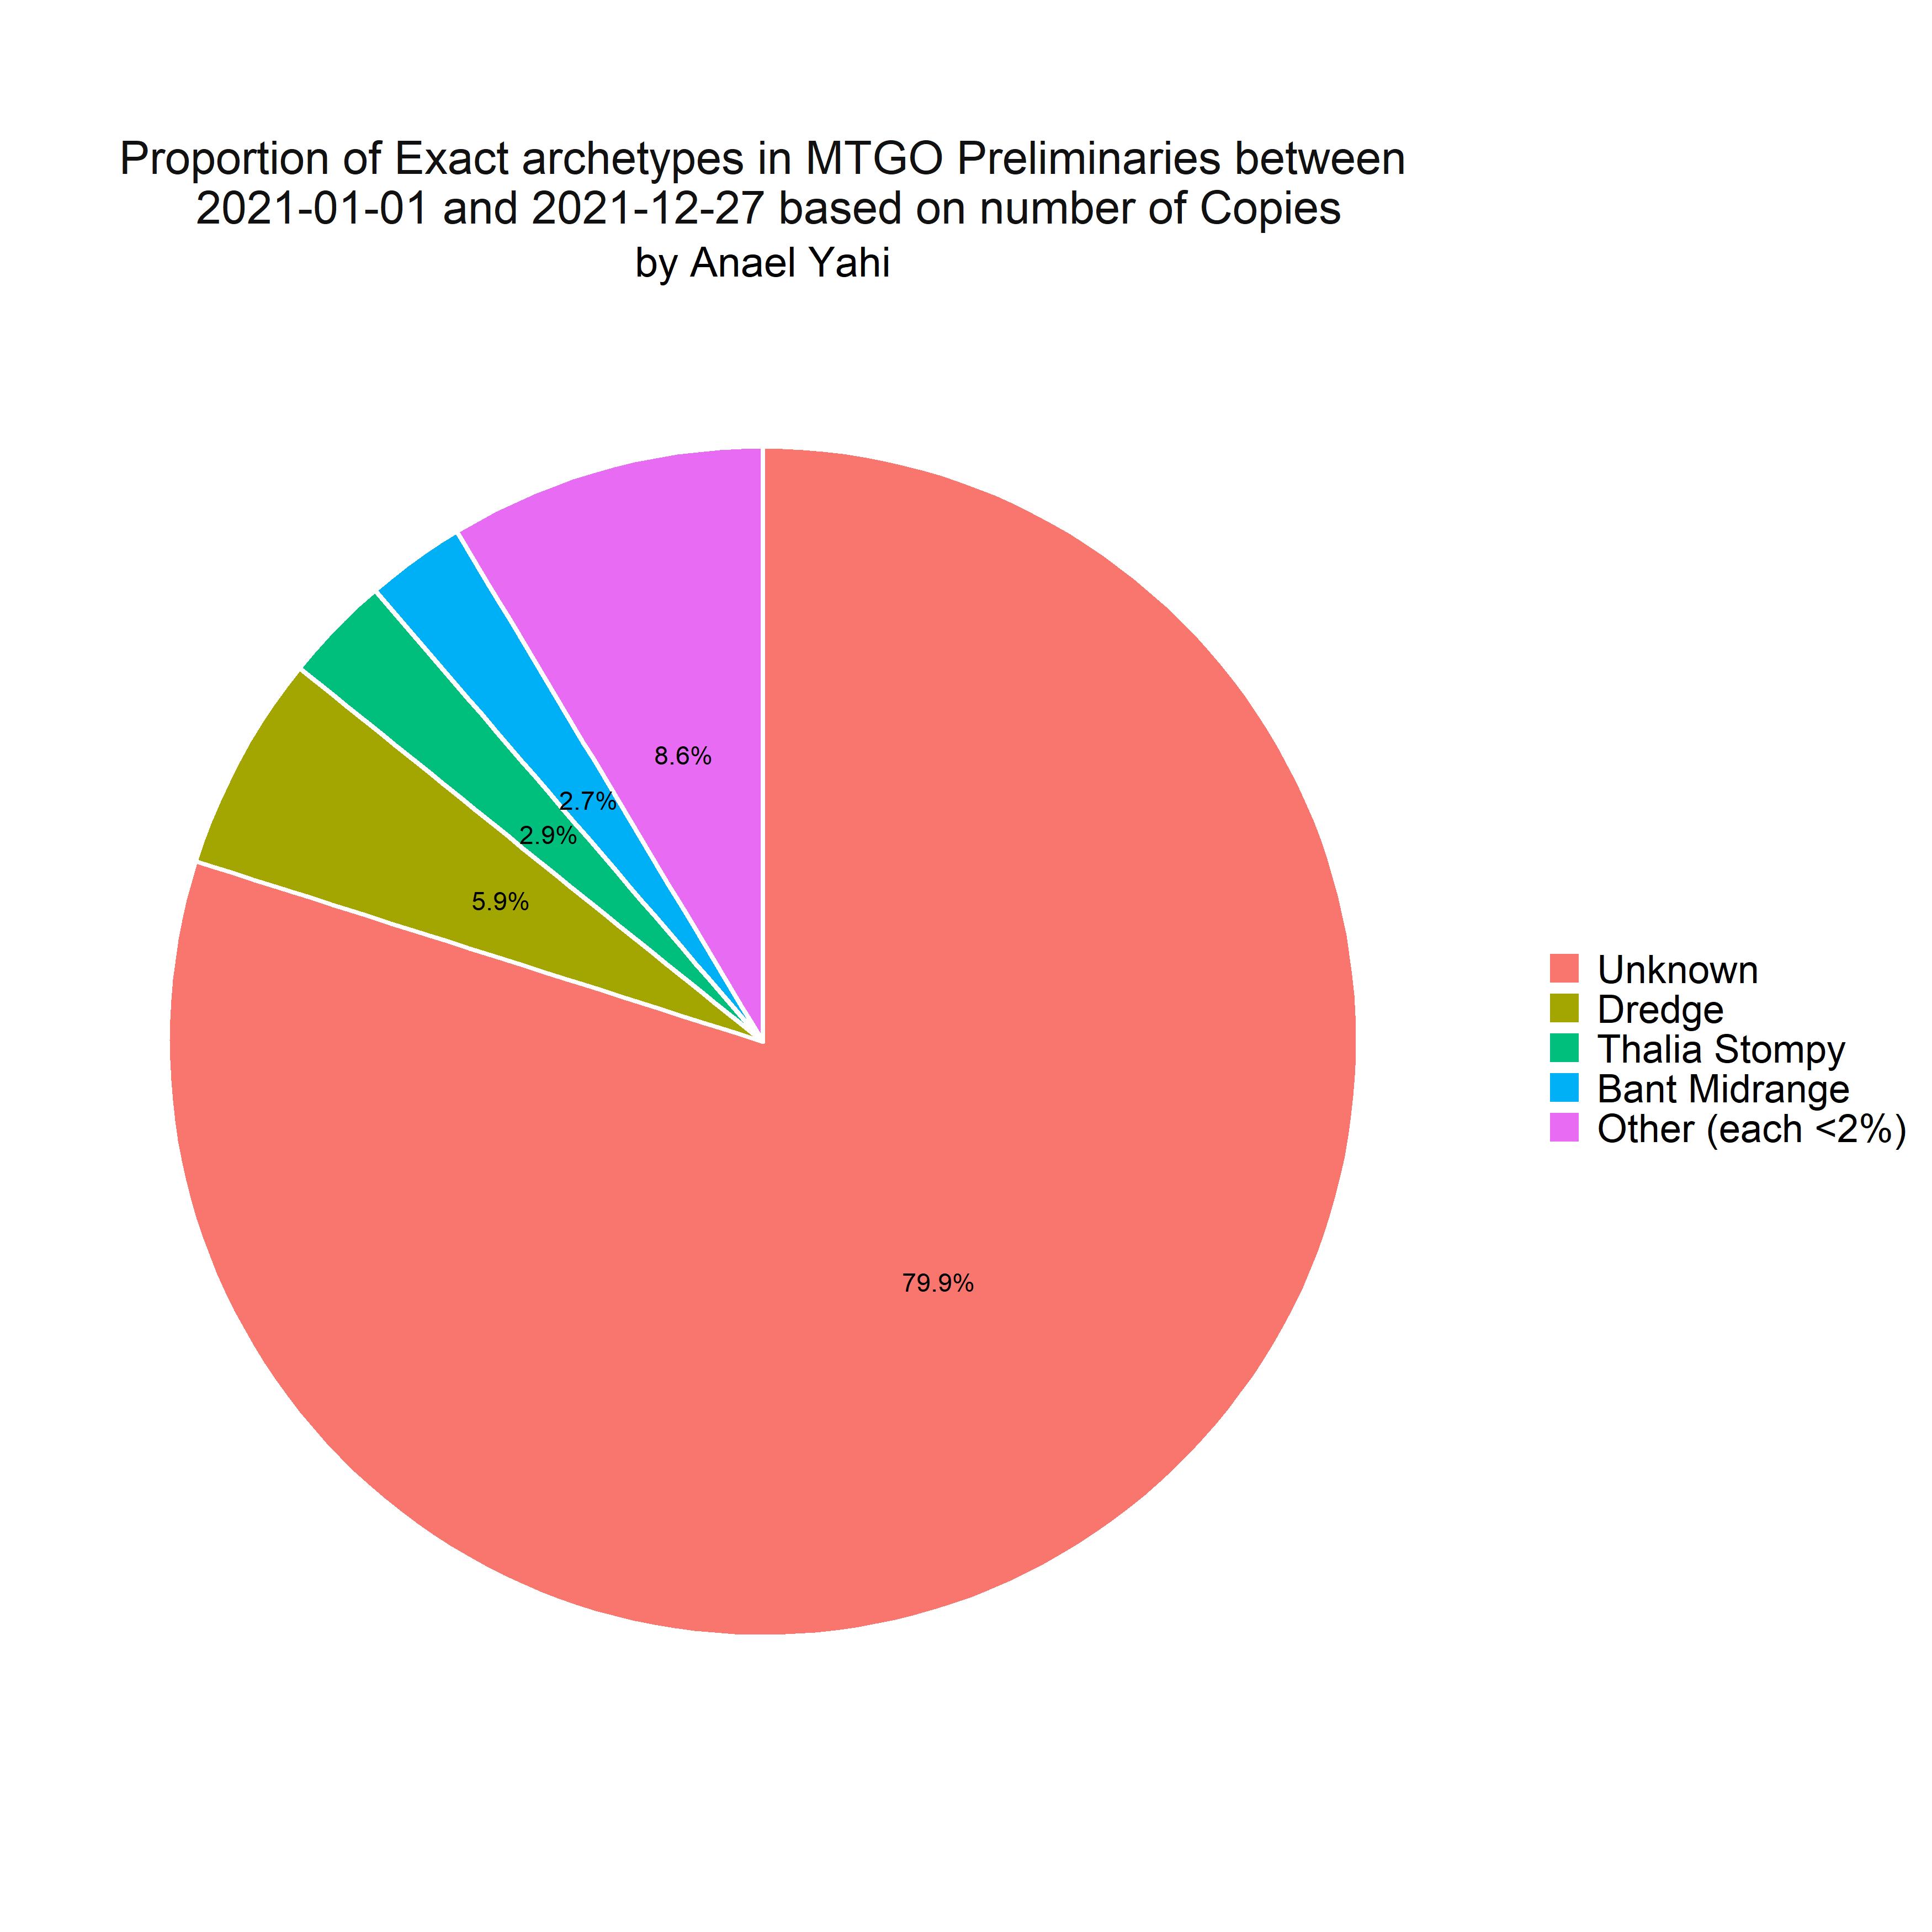 Proportion of Exact archetypes in MTGO Preliminaries between
2021-01-01 and 2021-12-27 based on number of Copies
by Anael Yahi
8.6%
2.7%
2.9%
5.9%
79.9%
Unknown
Dredge
Thalia Stompy
Bant Midrange
Other (each <2%)